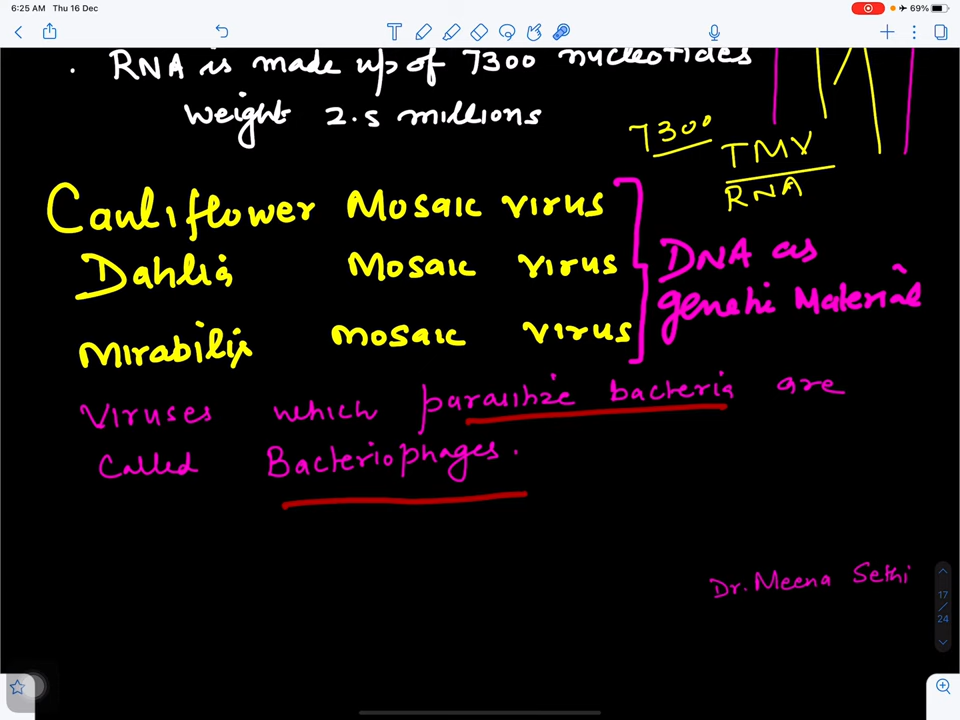 6:25 AM Thu 16 Dec
69%
T
. RNA is made up of 7300 nucleotides
Weight 2.5 millions
7300
TMV
RNA
Cauliflower Mosaic virus
Dahlia Mosaic virus
Mirabilis mosaic virus
DNA as
genetic Material
Viruses which parasitize bacteria are
called Bacteriophages.
Dr. Meena Sethi
17
/
24